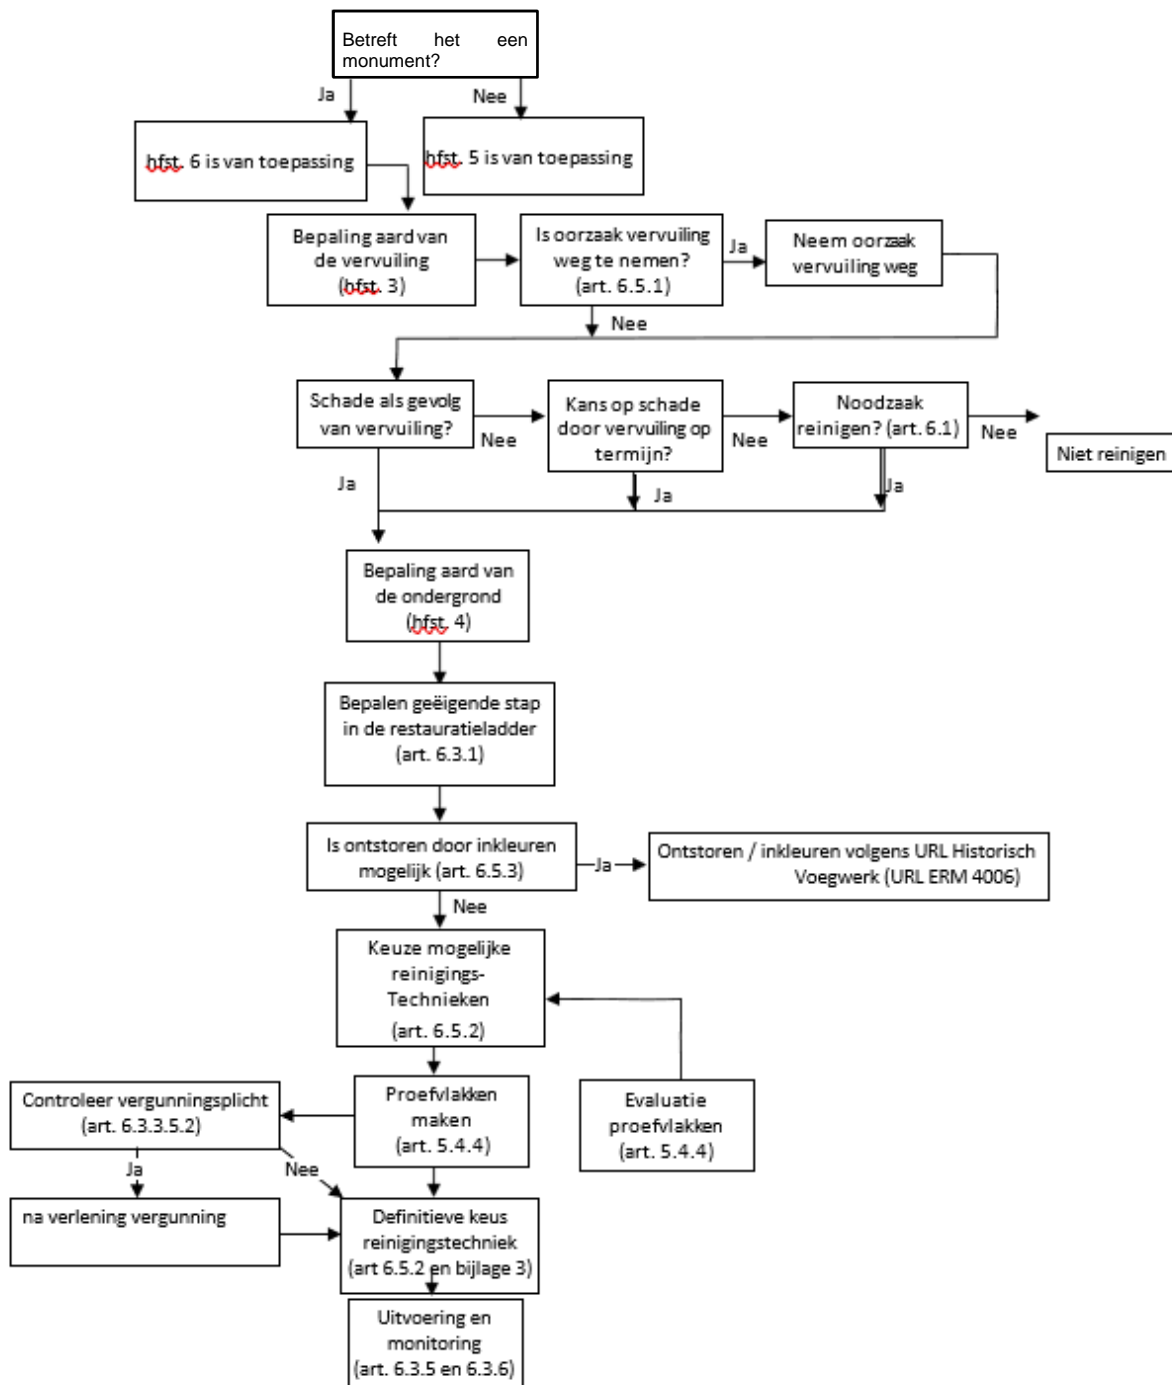 Betreft het een
monument?
Ja
Nee
hfst. 6 is van toepassing
hfst. 5 is van toepassing
Bepaling aard van
de vervuiling
(hfst. 3)
Is oorzaak vervuiling
weg te nemen?
(art. 6.5.1)
Ja
Neem oorzaak
vervuiling weg
Nee
Schade als gevolg
van vervuiling?
Nee
Kans op schade
door vervuiling op
termijn?
Nee
Noodzaak
reinigen? (art. 6.1)
Nee
Niet reinigen
Ja
Ja
Ja
Bepaling aard van
de ondergrond
(hfst. 4)
Bepalen geëigende stap
in de restauratieladder
(art. 6.3.1)
Is ontstoren door inkleuren
mogelijk (art. 6.5.3)
Ja
Ontstoren / inkleuren volgens URL Historisch
Voegwerk (URL ERM 4006)
Nee
Keuze mogelijke
reinigings-
Technieken
(art. 6.5.2)
Controleer vergunningsplicht
(art. 6.3.3.5.2)
Proefvlakken
maken
(art. 5.4.4)
Evaluatie
proefvlakken
(art. 5.4.4)
Ja
Nee
na verlening vergunning
Definitieve keus
reinigingstechniek
(art 6.5.2 en bijlage 3)
Uitvoering en
monitoring
(art. 6.3.5 en 6.3.6)